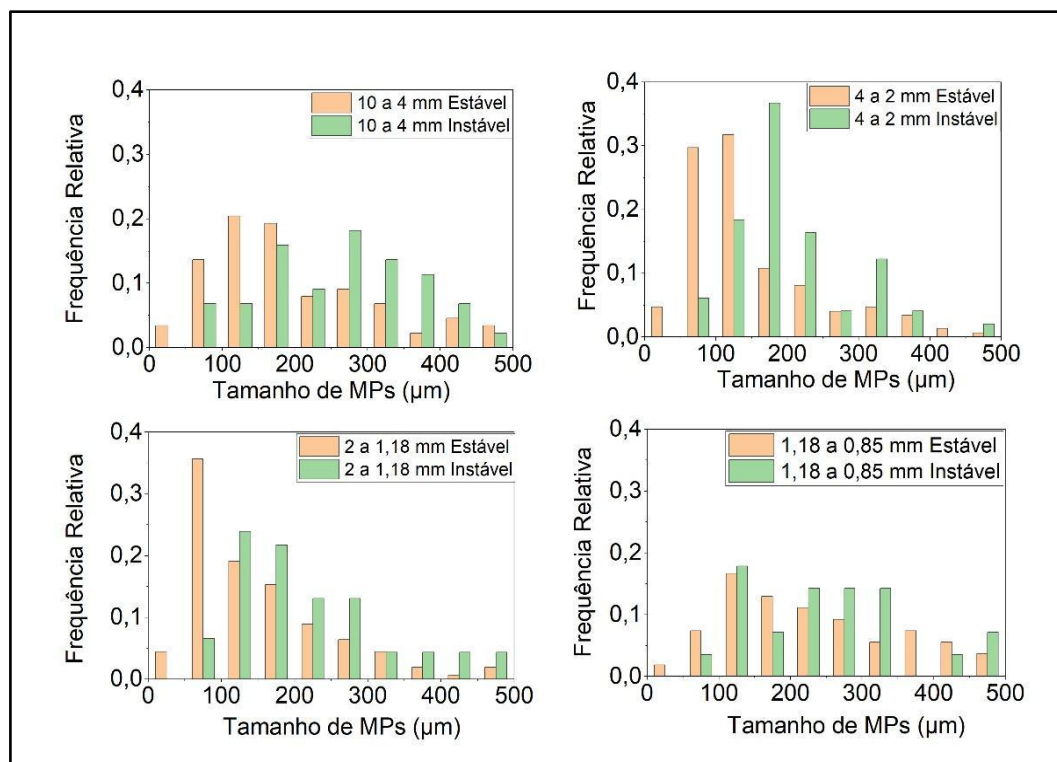 Frequência Relativa
0,4
0,3
0,2
0,1
0,0
10 a 4 mm Estável
10 a 4 mm Instável
0 100 200 300 400 500
Tamanho de MPs (µm)
Frequência Relativa
0,4
0,3
0,2
0,1
0,0
4 a 2 mm Estável
4 a 2 mm Instável
0 100 200 300 400 500
Tamanho de MPs (µm)
Frequência Relativa
0,4
0,3
0,2
0,1
0,0
2 a 1,18 mm Estável
2 a 1,18 mm Instável
0 100 200 300 400 500
Tamanho de MPs (µm)
Frequência Relativa
0,4
0,3
0,2
0,1
0,0
1,18 a 0,85 mm Estável
1,18 a 0,85 mm Instável
0 100 200 300 400 500
Tamanho de MPs (µm)